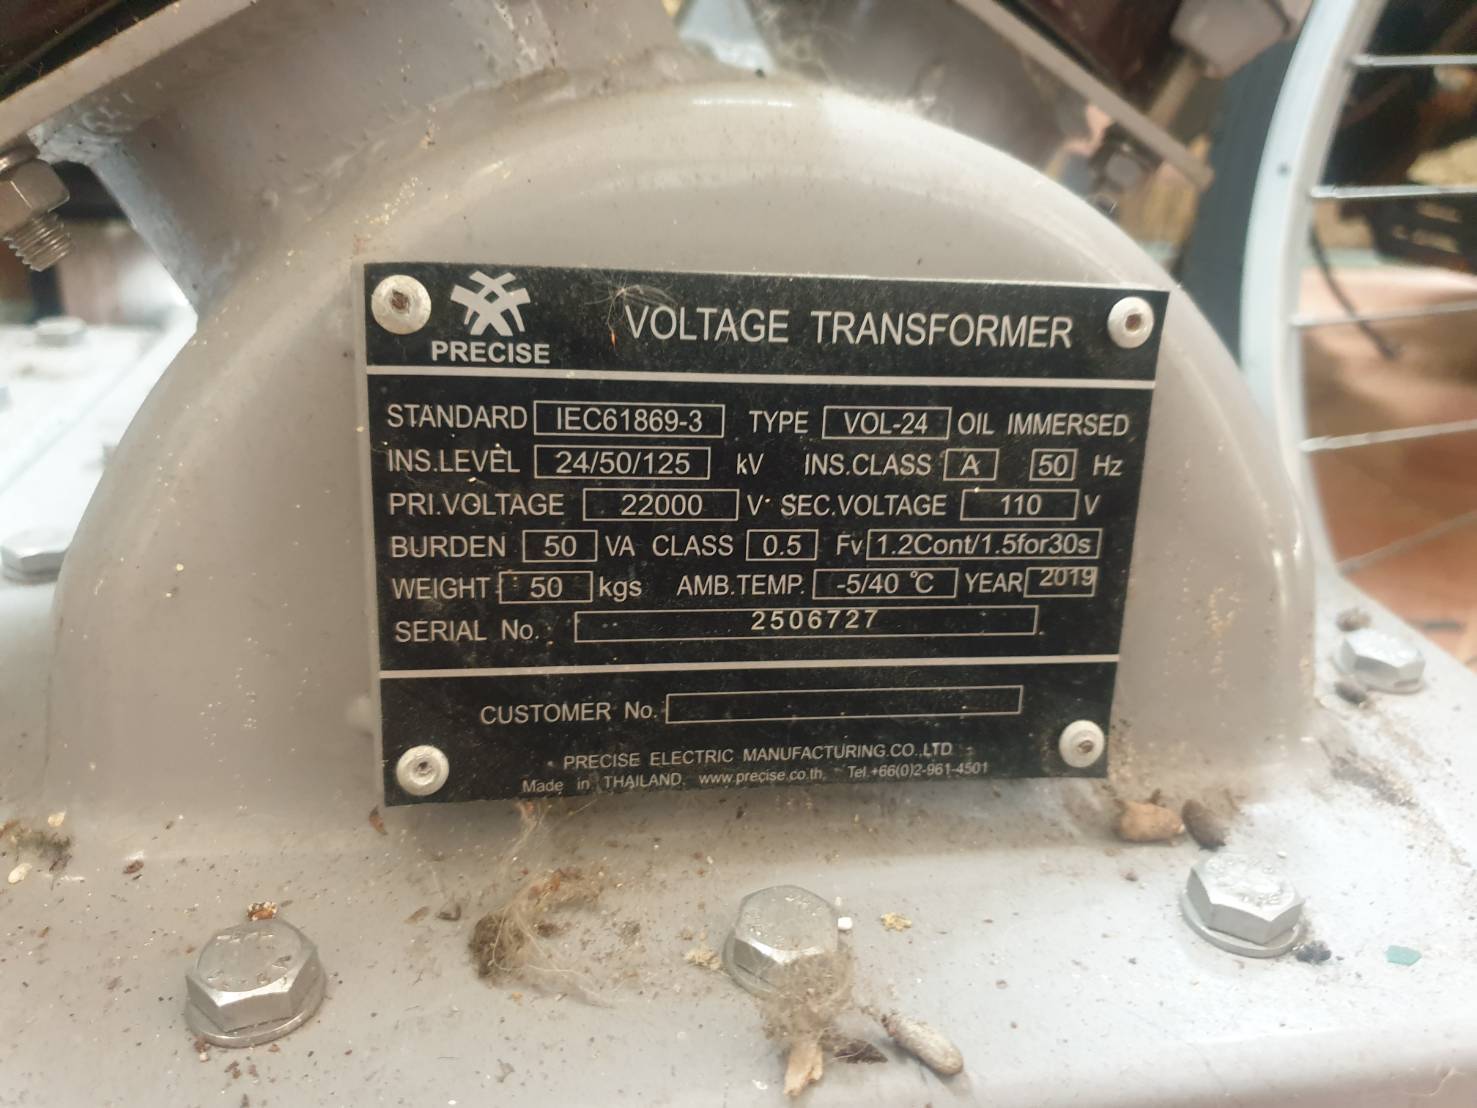 PRECISE
VOLTAGE TRANSFORMER
STANDARD IEC61869-3 TYPE VOL-24 OIL IMMERSED
INS.LEVEL 24/50/125 kV INS.CLASS A 50 Hz
PRI.VOLTAGE 22000 V SEC.VOLTAGE 110 V
BURDEN 50 VA CLASS 0.5 Fv 1.2Cont/1.5for30s
WEIGHT 50 kgs AMB.TEMP. -5/40 °C YEAR 2019
SERIAL No. 2506727
CUSTOMER No.
PRECISE ELECTRIC MANUFACTURING.CO.,LTD.
Made in THAILAND. www.precise.co.th, Tel.+66(0)2-961-4501